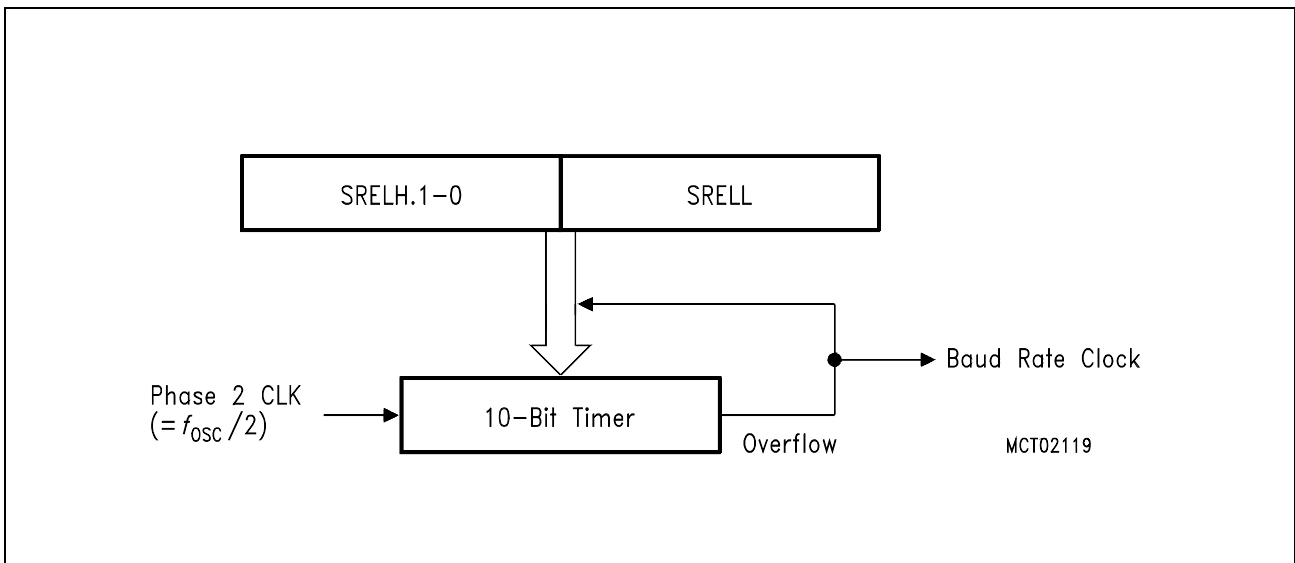 SRELH.1-0
SRELL
Baud Rate Clock
Phase 2 CLK
(= fOSC/2)
10-Bit Timer
Overflow
MCT02119